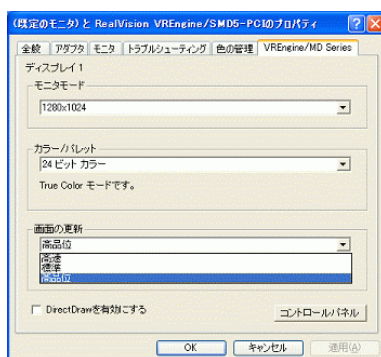 (既定のモニタ) と RealVision VREngine/SMD5-PCIのプロパティ
全般 アダプタ モニタ トラブルシューティング 色の管理 VREngine/MD Series
ディスプレイ 1
モニタモード
1280x1024
カラー/パレット
24 ビット カラー
True Color モードです。
画面の更新
高品位
高速
標準
高品位
DirectDrawを有効にする
コントロールパネル
OK キャンセル 適用(A)